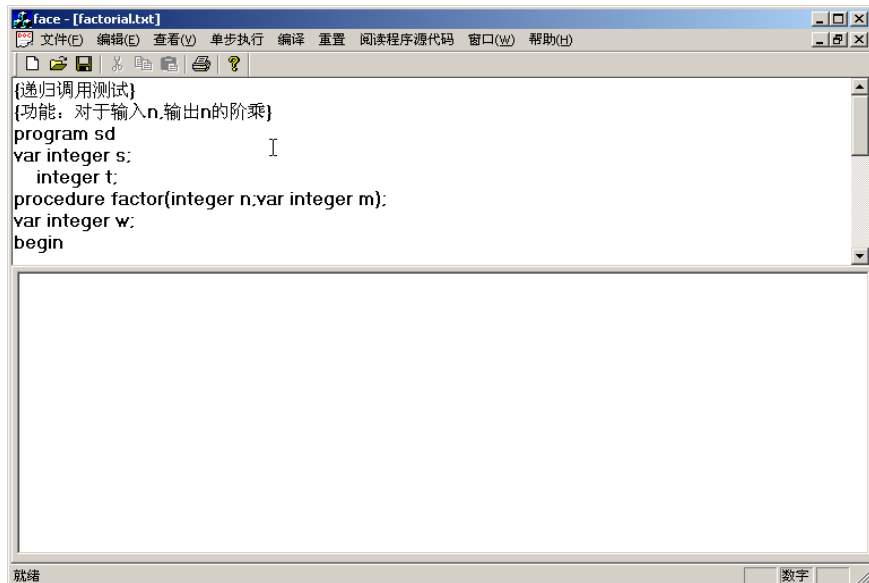 face - [factorial.txt]
文件(F) 编辑(E) 查看(V) 单步执行 编译 重置 阅读程序源代码 窗口(W) 帮助(H)
{递归调用测试}
{功能：对于输入n,输出n的阶乘}
program sd
var integer s;
integer t;
procedure factor(integer n;var integer m);
var integer w;
begin
就绪
数字